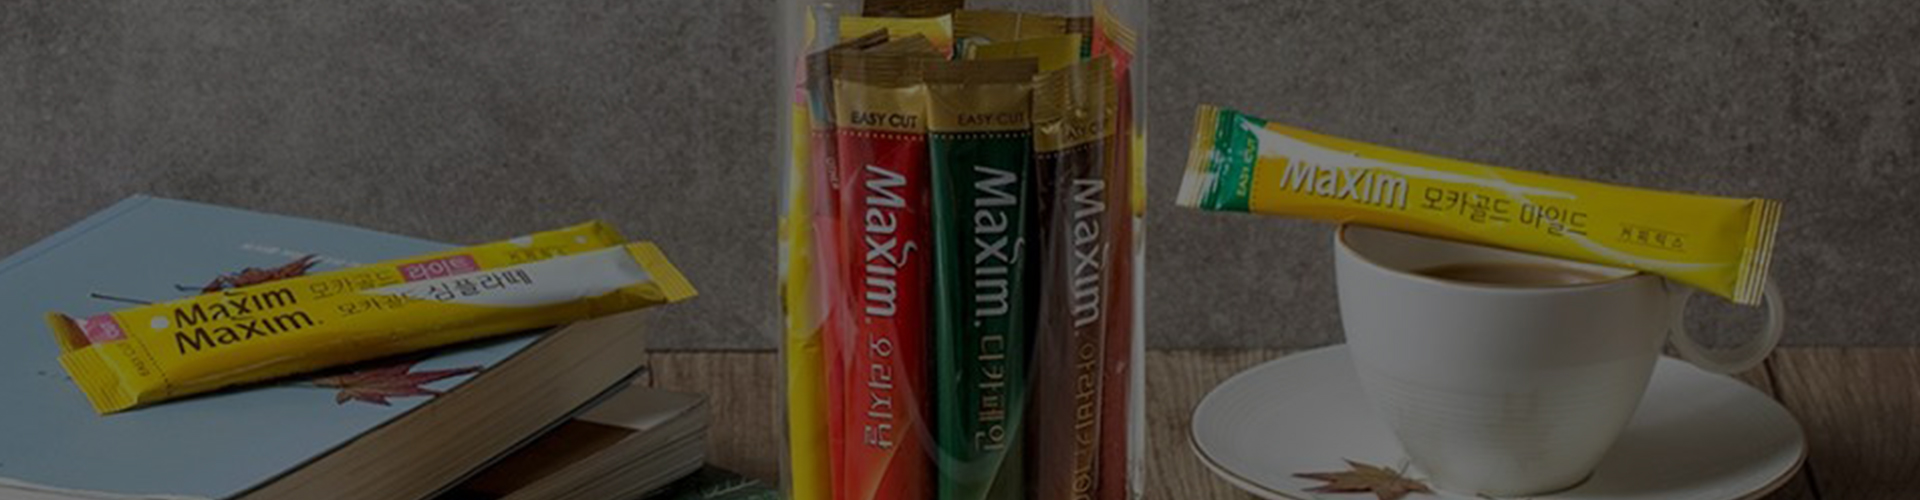 Maxim 모카골드 라이트
Maxim. 모카골드 심플라떼
EASY CUT
EASY CUT
Maxim. 오리지날
EASY CUT
Maxim. 디카페인
Maxim. 아라비카
EASY CUT
Maxim 모카골드 마일드
커피믹스